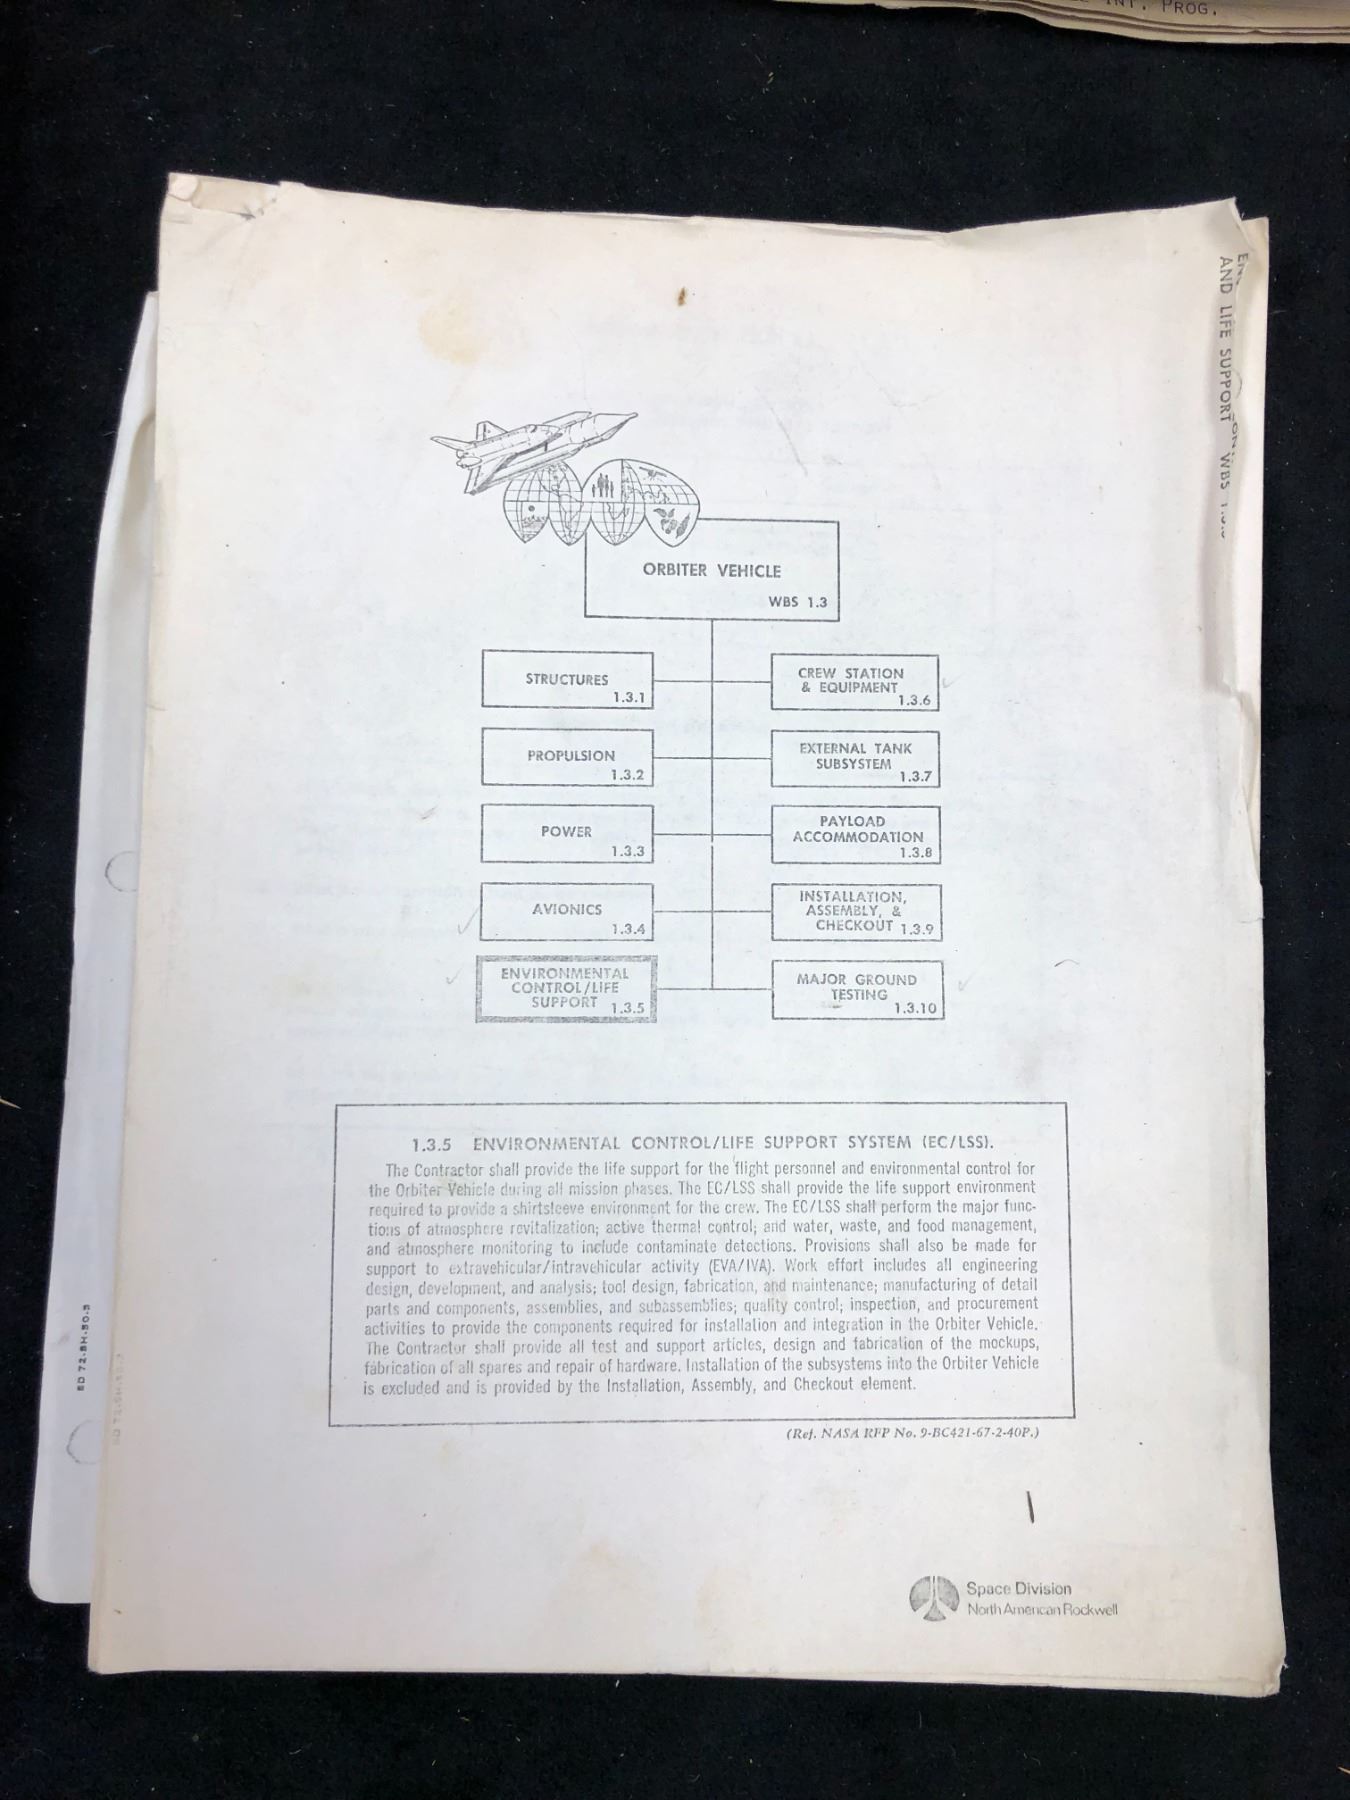 INT. PROG.
AND LIFE SUPPORT WBS
ORBITER VEHICLE
WBS 1.3
STRUCTURES
1.3.1
PROPULSION
1.3.2
POWER
1.3.3
AVIONICS
1.3.4
ENVIRONMENTAL
CONTROL/LIFE
SUPPORT 1.3.5
CREW STATION
& EQUIPMENT
1.3.6
EXTERNAL TANK
SUBSYSTEM
1.3.7
PAYLOAD
ACCOMMODATION
1.3.8
INSTALLATION,
ASSEMBLY, &
CHECKOUT 1.3.9
MAJOR GROUND
TESTING
1.3.10
1.3.5 ENVIRONMENTAL CONTROL/LIFE SUPPORT SYSTEM (EC/LSS).
The Contractor shall provide the life support for the flight personnel and environmental control for
the Orbiter Vehicle during all mission phases. The EC/LSS shall provide the life support environment
required to provide a shirtsleeve environment for the crew. The EC/LSS shall perform the major func-
tions of atmosphere revitalization; active thermal control; and water, waste, and food management,
and atmosphere monitoring to include contaminate detections. Provisions shall also be made for
support to extravehicular/intravehicular activity (EVA/IVA). Work effort includes all engineering
design, development, and analysis; tool design, fabrication, and maintenance; manufacturing of detail
parts and components, assemblies, and subassemblies; quality control; inspection, and procurement
activities to provide the components required for installation and integration in the Orbiter Vehicle.
The Contractor shall provide all test and support articles, design and fabrication of the mockups,
fabrication of all spares and repair of hardware. Installation of the subsystems into the Orbiter Vehicle
is excluded and is provided by the Installation, Assembly, and Checkout element.
(Ref. NASA RFP No. 9-BC421-67-2-40P.)
SD 72-SH-50-3
Space Division
North American Rockwell